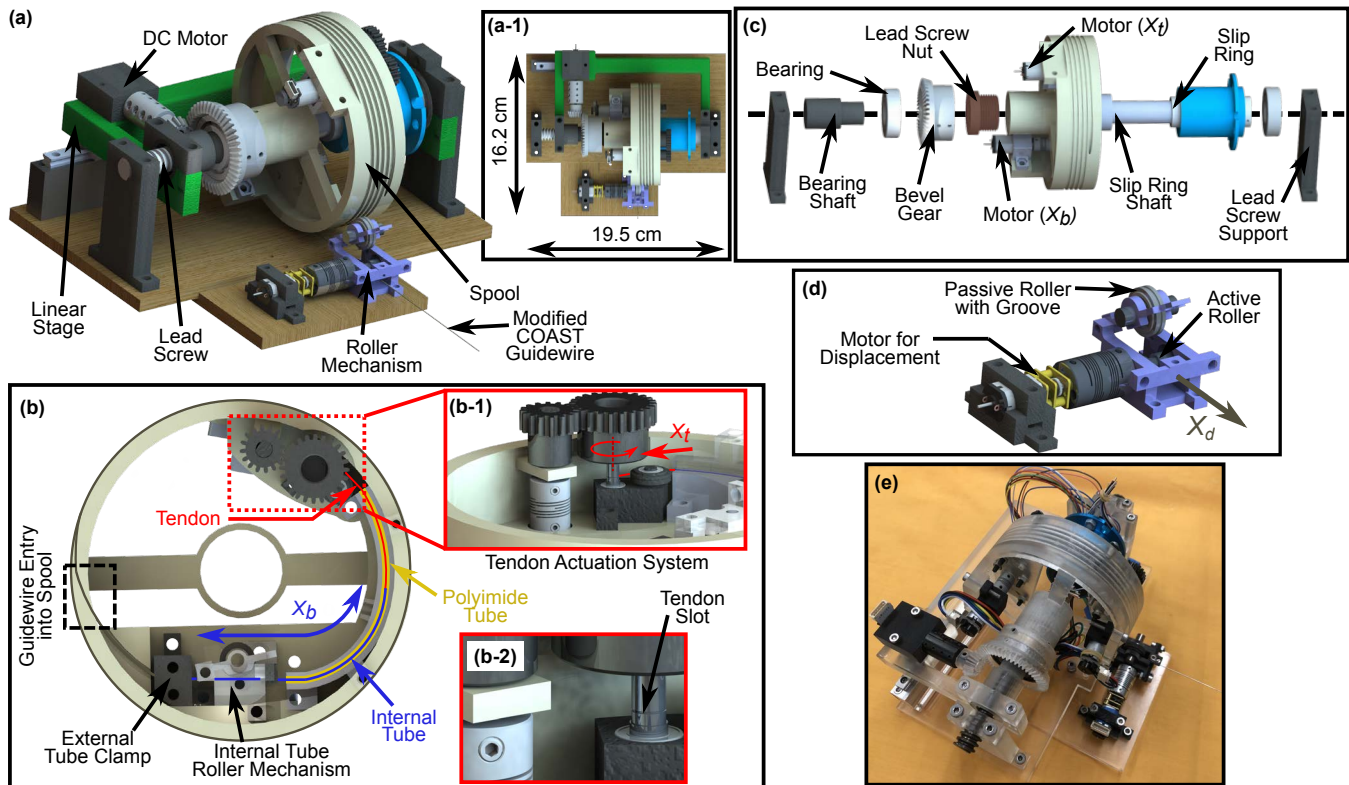 (a)
DC Motor
Linear
Stage
Lead
Screw
Roller
Mechanism
Spool
Modified
COAST
Guidewire
(a-1)
16.2 cm
19.5 cm
(c)
Bearing
Lead Screw
Nut
Motor (Xt)
Slip
Ring
Bearing
Shaft
Bevel
Gear
Motor (Xb)
Slip Ring
Shaft
Lead
Screw
Support
(d)
Passive Roller
with Groove
Active
Roller
Motor for
Displacement
Xd
(b)
Tendon
Guidewire Entry
into Spool
Xb
Polyimide
Tube
Internal
Tube
External
Tube Clamp
Internal Tube
Roller Mechanism
(b-1)
Xt
Tendon Actuation System
(b-2)
Tendon
Slot
(e)